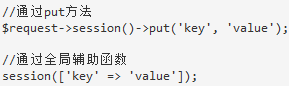 //通过put方法
$request->session()->put('key', 'value');
//通过全局辅助函数
session(['key' => 'value']);